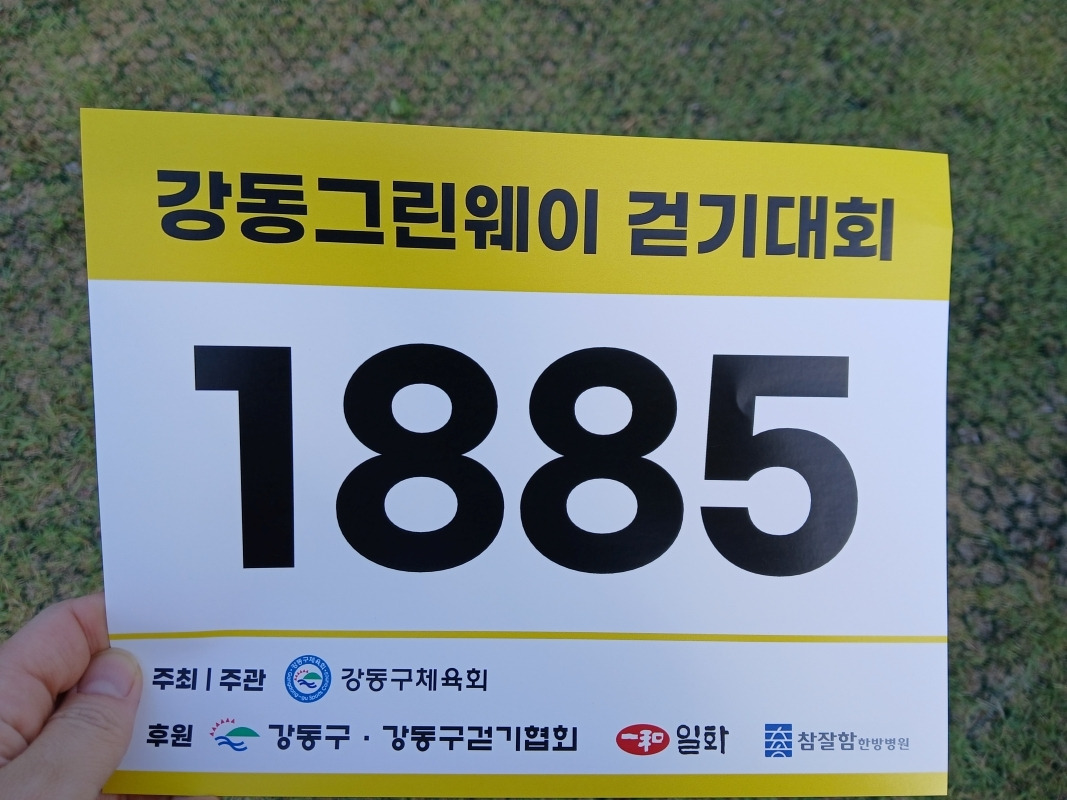 강동그린웨이 걷기대회
1885
주최 | 주관 강동구체육회
후원 강동구 · 강동구걷기협회 一和 일화 참잘함한방병원